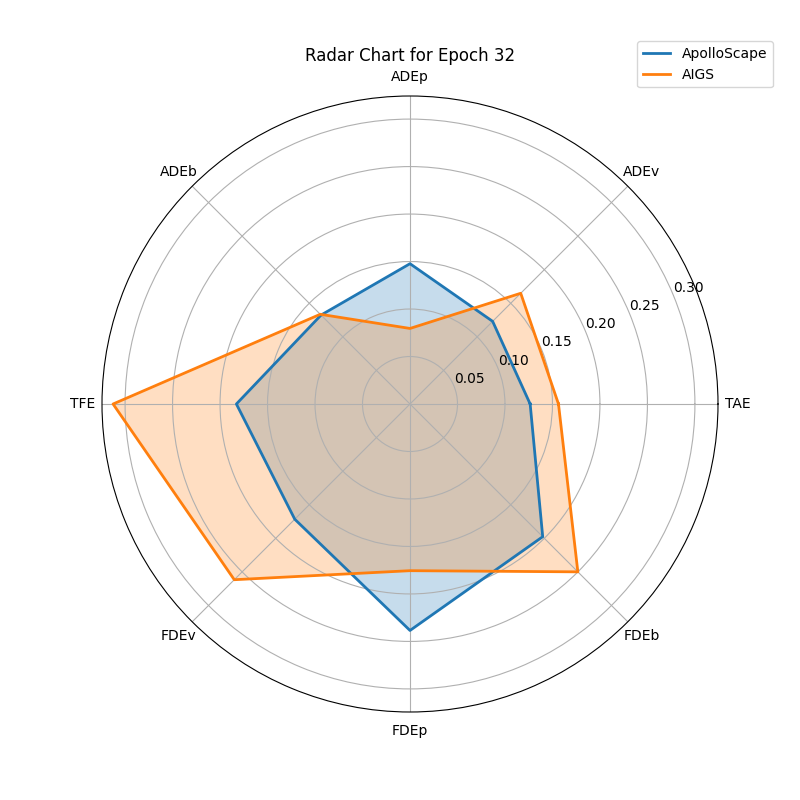 Radar Chart for Epoch 32
ApolloScape
AIGS
ADEp
ADEb
ADEv
0.30
0.25
0.20
0.15
0.10
0.05
TFE
TAE
FDEv
FDEb
FDEp